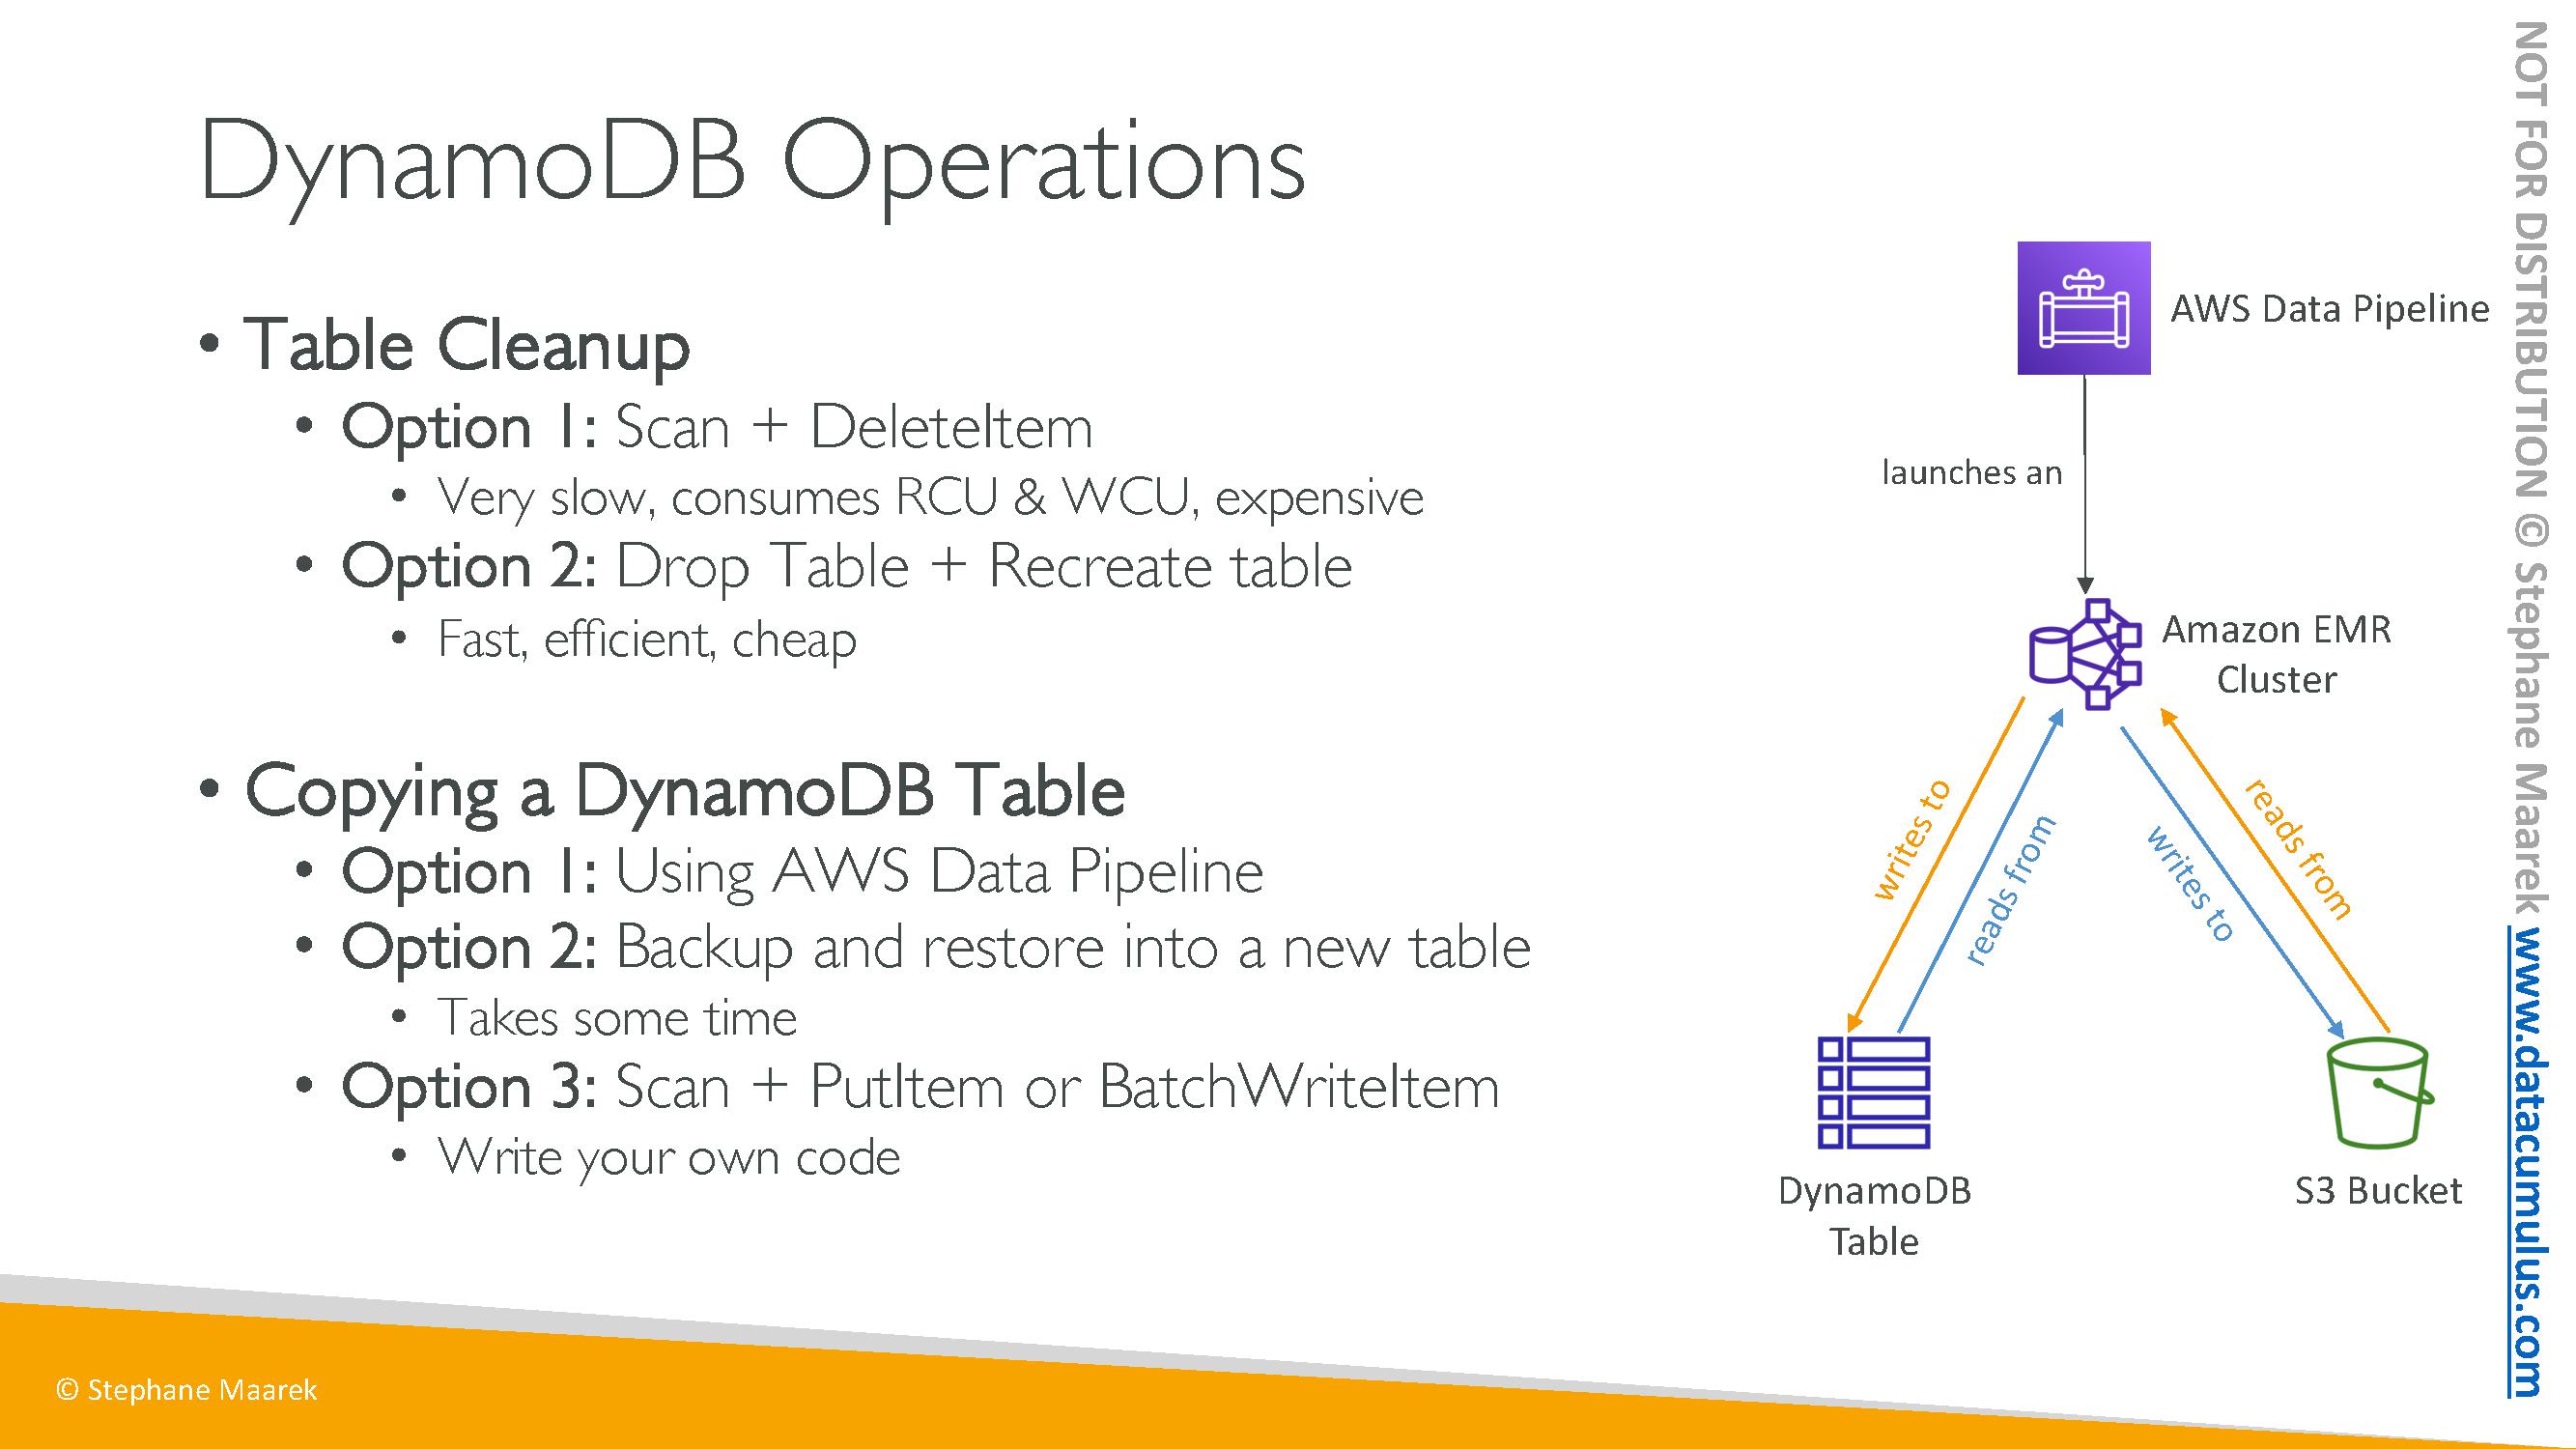 DynamoDB Operations
• Table Cleanup
• Option 1: Scan + DeleteItem
• Very slow, consumes RCU & WCU, expensive
• Option 2: Drop Table + Recreate table
• Fast, efficient, cheap
• Copying a DynamoDB Table
• Option 1: Using AWS Data Pipeline
• Option 2: Backup and restore into a new table
• Takes some time
• Option 3: Scan + PutItem or BatchWriteItem
• Write your own code
AWS Data Pipeline
launches an
Amazon EMR
Cluster
writes to
reads from
writes to
reads from
DynamoDB
Table
S3 Bucket
© Stephane Maarek
NOT FOR DISTRIBUTION © Stephane Maarek www.datacumulus.com